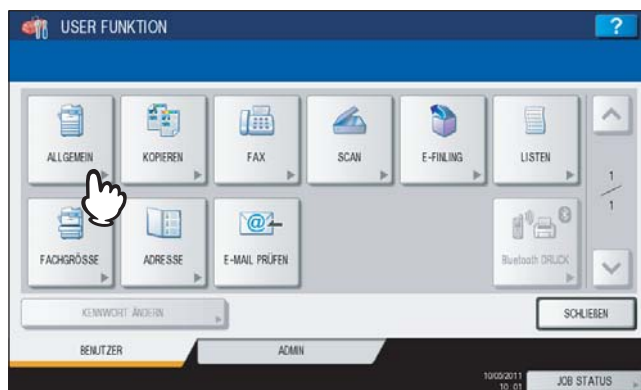 USER FUNKTION
?
ALLGEMEIN
KOPIEREN
FAX
SCAN
E-FINLING
LISTEN
1
1
FACHGRÖSSE
ADRESSE
@
E-MAIL PRÜFEN
Bluetooth DRUCK
KENNWORT ÄNDERN
SCHLIEßEN
BENUTZER
ADMIN
10/03/2011
10:01
JOB STATUS